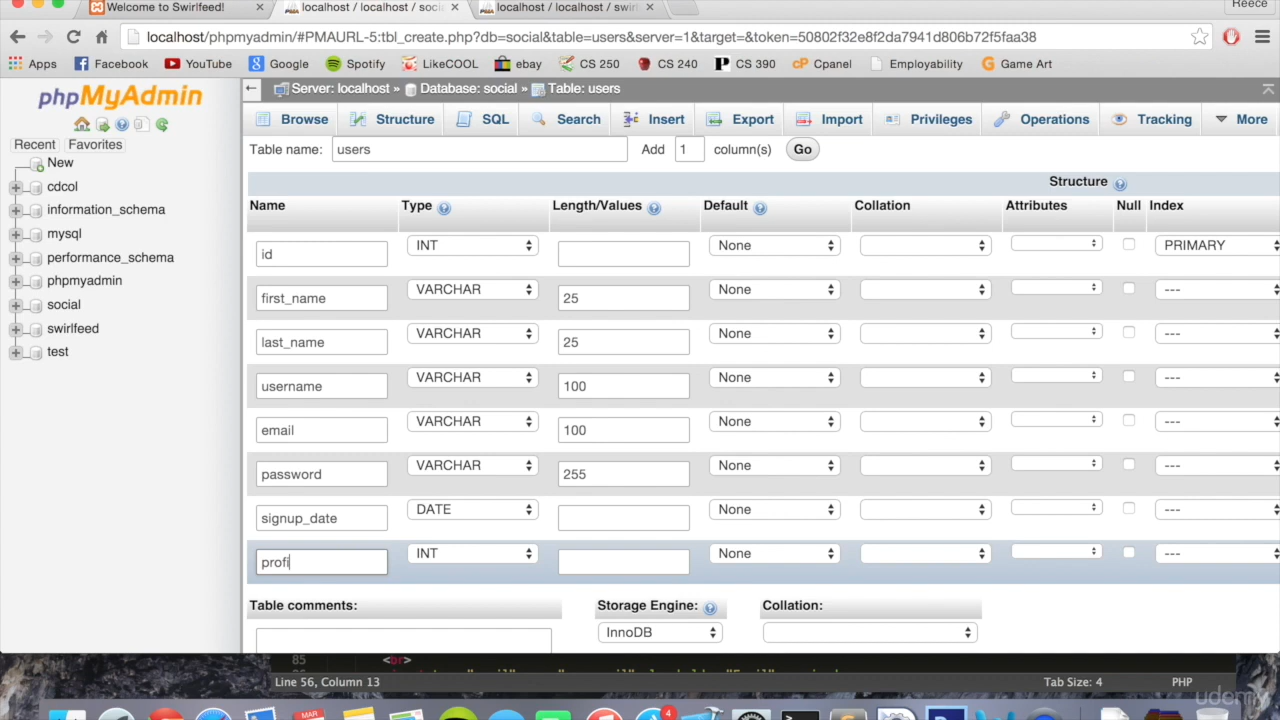 Welcome to Swirlfeed! × localhost / localhost / soci × localhost / localhost / swirl × Reece
localhost/phpmyadmin/#PMAURL-5:tbl_create.php?db=social&table=users&server=1&target=&token=50802f32e8f2da7941d806b72f5faa38
Apps Facebook YouTube Google Spotify LikeCOOL ebay CS 250 CS 240 CS 390 Cpanel Employability Game Art
phpMyAdmin
Recent Favorites
New
cdcol
information_schema
mysql
performance_schema
phpmyadmin
social
swirlfeed
test
Server: localhost » Database: social » Table: users
Browse Structure SQL Search Insert Export Import Privileges Operations Tracking More
Table name: users Add 1 column(s) Go
Structure
Name Type Length/Values Default Collation Attributes Null Index
id INT None PRIMARY
first_name VARCHAR 25 None ---
last_name VARCHAR 25 None ---
username VARCHAR 100 None ---
email VARCHAR 100 None ---
password VARCHAR 255 None ---
signup_date DATE None ---
profi INT None ---
Table comments: Storage Engine: Collation:
InnoDB
85 <br>
Line 56, Column 13 Tab Size: 4 PHP
MAR
4
udemy